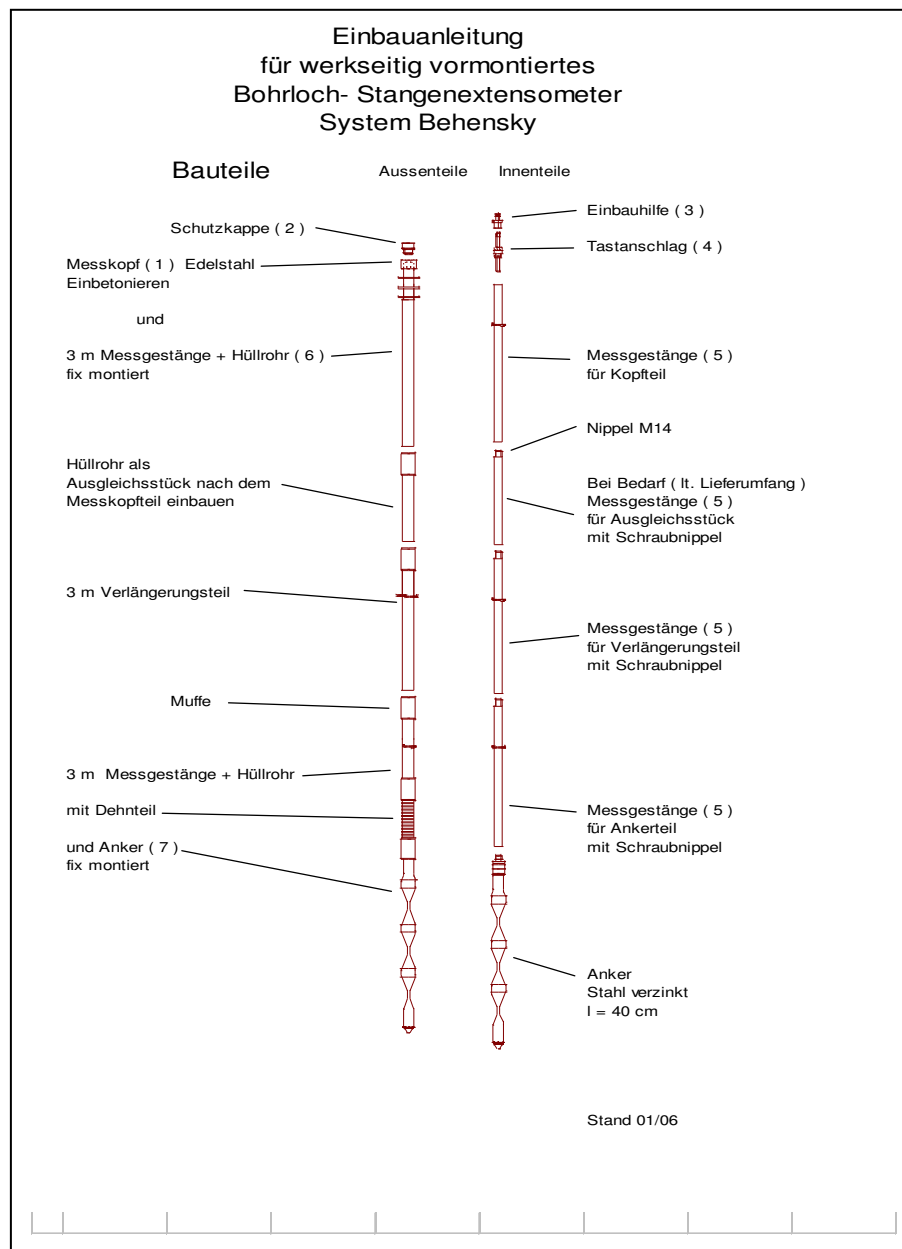 Einbauanleitung
für werkseitig vormontiertes
Bohrloch- Stangenextensometer
System Behensky
Bauteile
Aussenteile
Innenteile
Schutzkappe ( 2 )
Messkopf ( 1 ) Edelstahl
Einbetonieren
und
3 m Messgestänge + Hüllrohr ( 6 )
fix montiert
Hüllrohr als
Ausgleichsstück nach dem
Messkopfteil einbauen
3 m Verlängerungsteil
Muffe
3 m Messgestänge + Hüllrohr
mit Dehnteil
und Anker ( 7 )
fix montiert
Einbauhilfe ( 3 )
Tastanschlag ( 4 )
Messgestänge ( 5 )
für Kopfteil
Nippel M14
Bei Bedarf ( lt. Lieferumfang )
Messgestänge ( 5 )
für Ausgleichsstück
mit Schraubnippel
Messgestänge ( 5 )
für Verlängerungsteil
mit Schraubnippel
Messgestänge ( 5 )
für Ankerteil
mit Schraubnippel
Anker
Stahl verzinkt
l = 40 cm
Stand 01/06